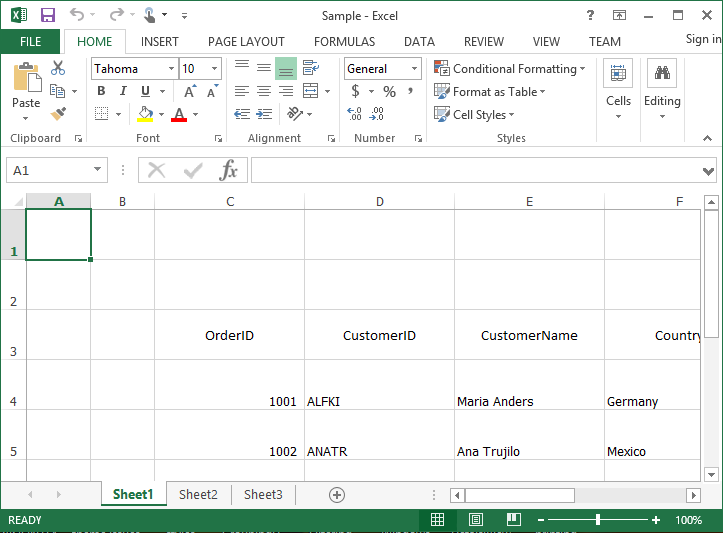 Sample - Excel
?
FILE HOME INSERT PAGE LAYOUT FORMULAS DATA REVIEW VIEW TEAM Sign in
Paste
Tahoma 10
B I U A A
A
Clipboard Font
Alignment
General
$ % ,
.0 .00
.00 .0
Number
Conditional Formatting
Format as Table
Cell Styles
Styles
Cells
Editing
A1 fx
A B C D E F
1
2
3 OrderID CustomerID CustomerName Country
4 1001 ALFKI Maria Anders Germany
5 1002 ANATR Ana Trujilo Mexico
Sheet1 Sheet2 Sheet3
READY 100%